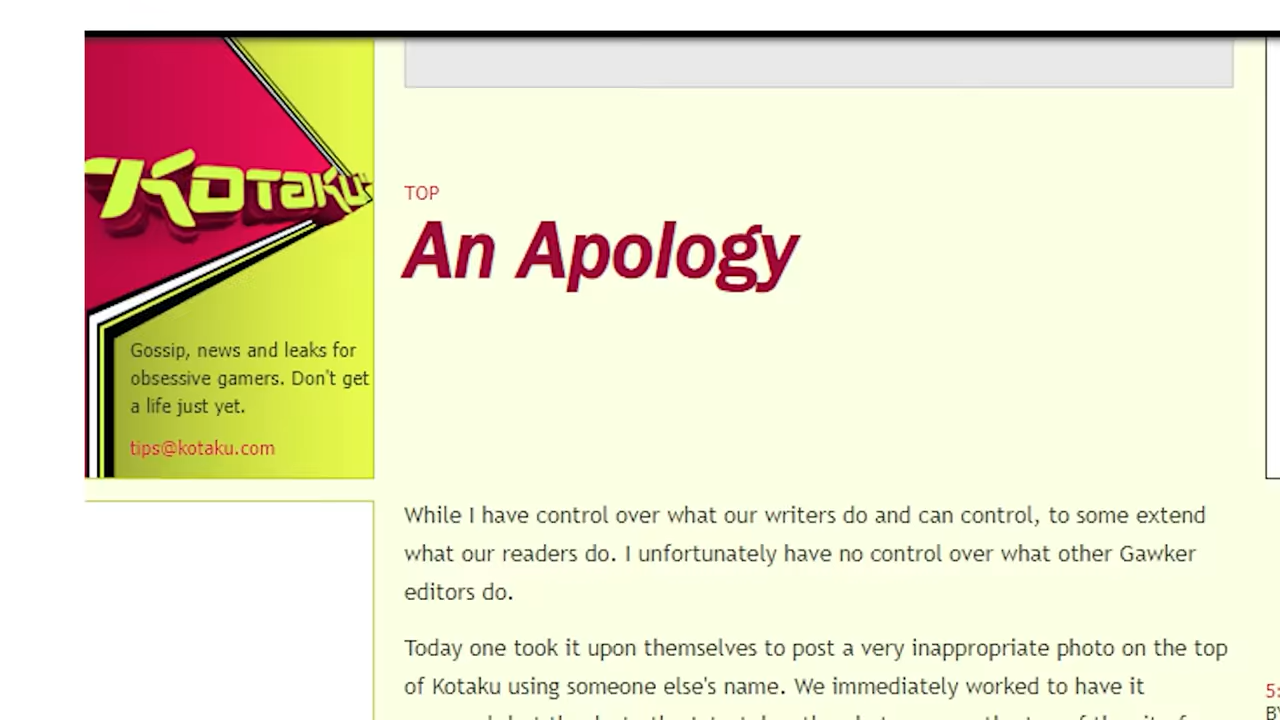 Kotaku
Gossip, news and leaks for
obsessive gamers. Don't get
a life just yet.
tips@kotaku.com
TOP
An Apology
While I have control over what our writers do and can control, to some extend
what our readers do. I unfortunately have no control over what other Gawker
editors do.
Today one took it upon themselves to post a very inappropriate photo on the top
of Kotaku using someone else's name. We immediately worked to have it